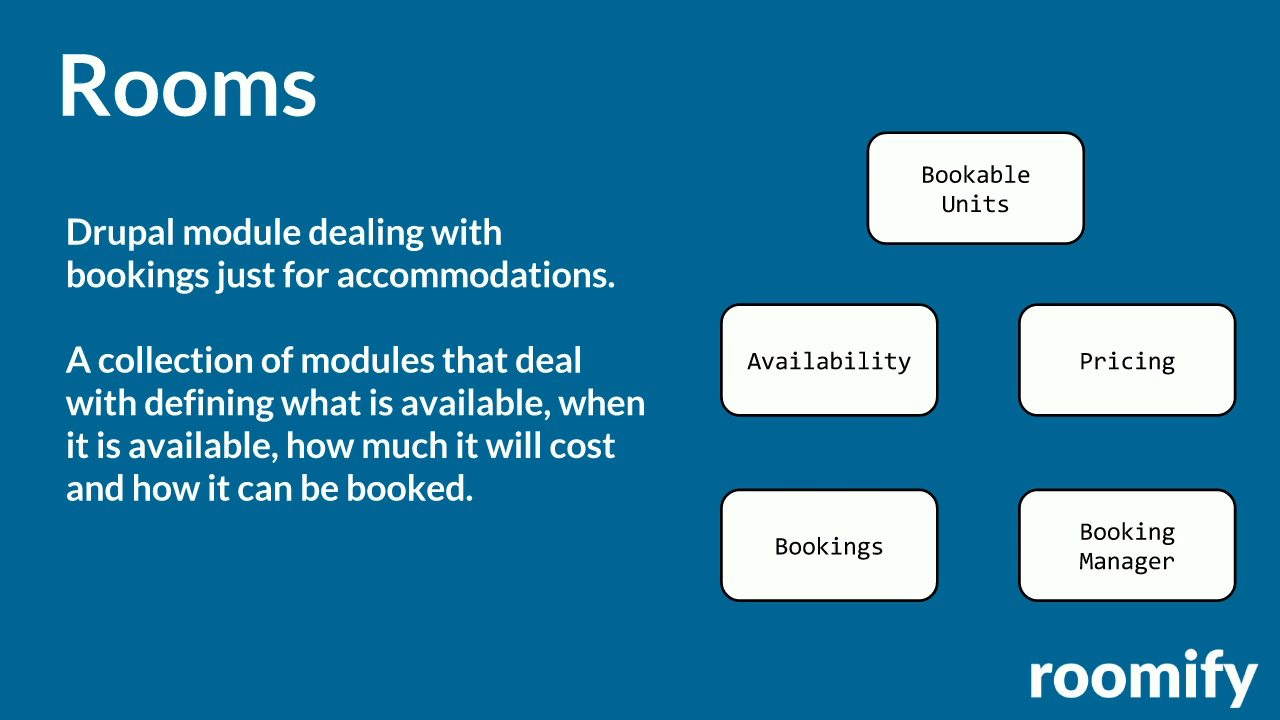 Rooms
Drupal module dealing with
bookings just for accommodations.
A collection of modules that deal
with defining what is available, when
it is available, how much it will cost
and how it can be booked.
Bookable
Units
Availability
Pricing
Bookings
Booking
Manager
roomify